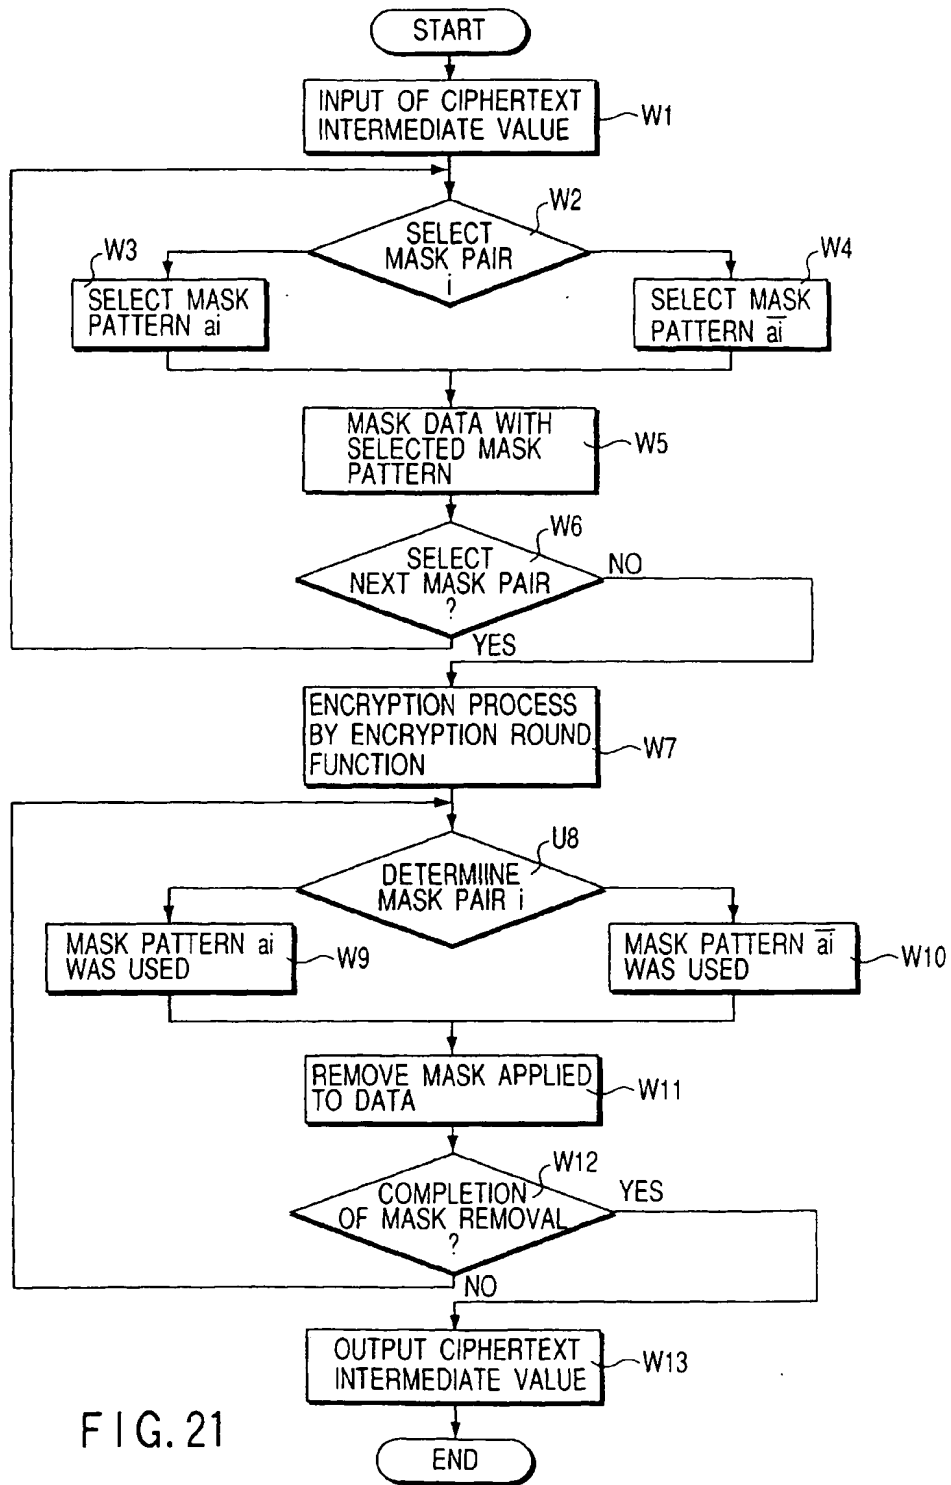 START
INPUT OF CIPHERTEXT
INTERMEDIATE VALUE
W1
W2
SELECT
MASK PAIR
i
W3
SELECT MASK
PATTERN ai
W4
SELECT MASK
PATTERN a̅i̅
MASK DATA WITH
SELECTED MASK
PATTERN
W5
W6
SELECT
NEXT MASK PAIR
?
NO
YES
ENCRYPTION PROCESS
BY ENCRYPTION ROUND
FUNCTION
W7
U8
DETERMIINE
MASK PAIR i
MASK PATTERN ai
WAS USED
W9
MASK PATTERN a̅i̅
WAS USED
W10
REMOVE MASK APPLIED
TO DATA
W11
W12
COMPLETION
OF MASK REMOVAL
?
YES
NO
OUTPUT CIPHERTEXT
INTERMEDIATE VALUE
W13
FIG. 21
END